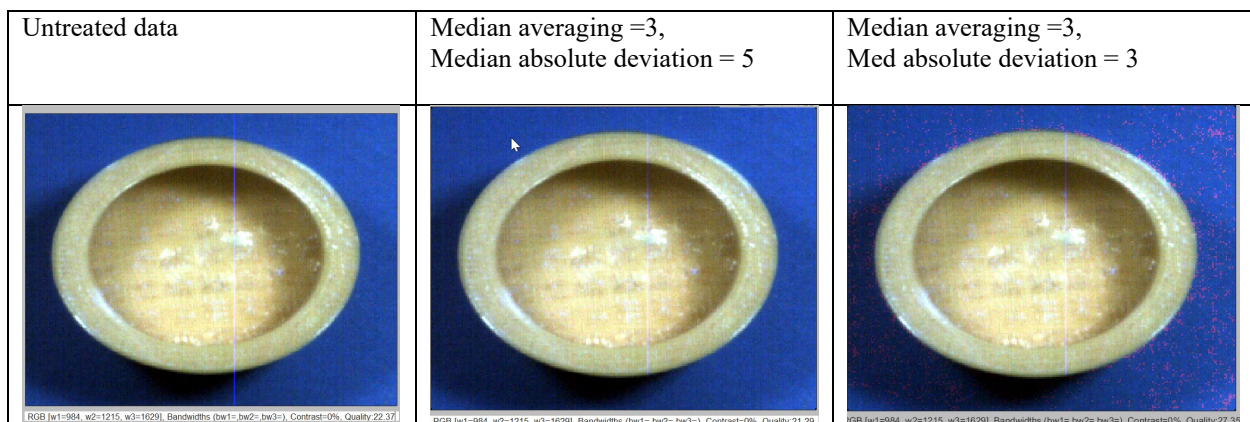 Untreated data
Median averaging =3,
Median absolute deviation = 5
Median averaging =3,
Med absolute deviation = 3
RGB [w1=984, w2=1215, w3=1629], Bandwidths (bw1=,bw2=,bw3=), Contrast=0%, Quality:22.37
RGB [w1=984, w2=1215, w3=1629], Bandwidths (bw1=,bw2=,bw3=), Contrast=0%, Quality:21.29
RGB [w1=984, w2=1215, w3=1629], Bandwidths (bw1=,bw2=,bw3=), Contrast=0%, Quality:27.35